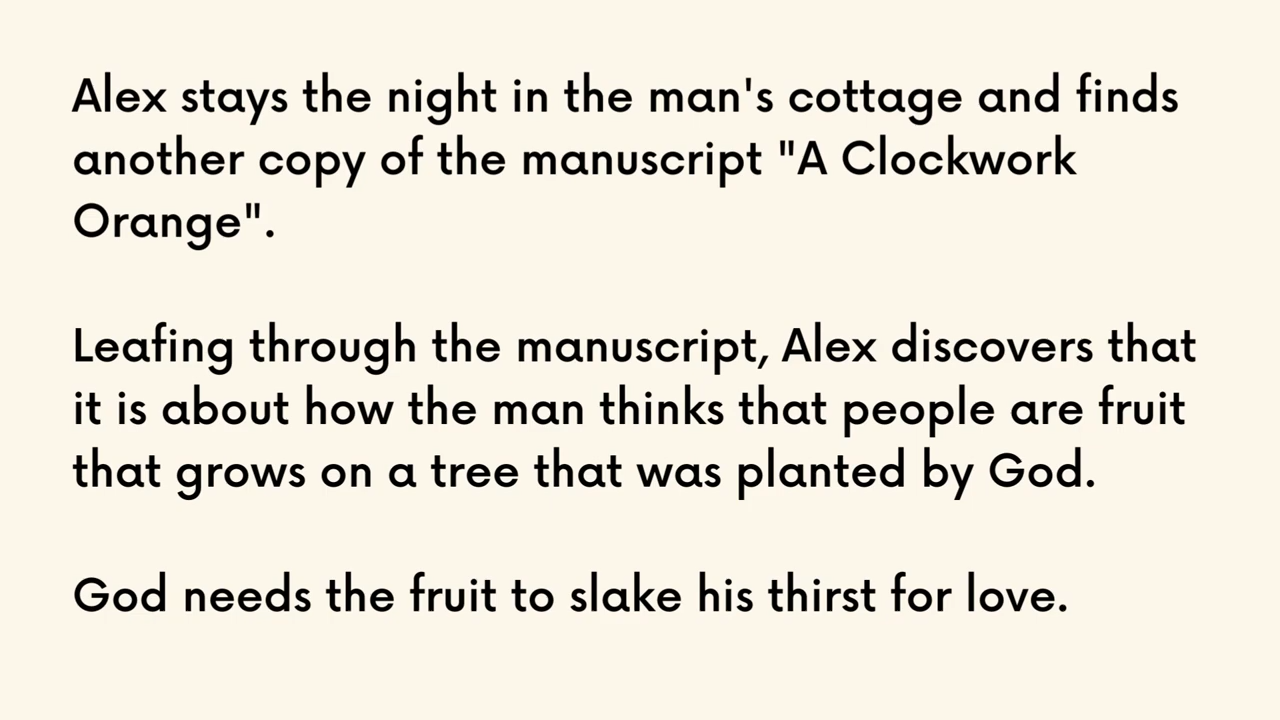 Alex stays the night in the man's cottage and finds
another copy of the manuscript "A Clockwork
Orange".
Leafing through the manuscript, Alex discovers that
it is about how the man thinks that people are fruit
that grows on a tree that was planted by God.
God needs the fruit to slake his thirst for love.